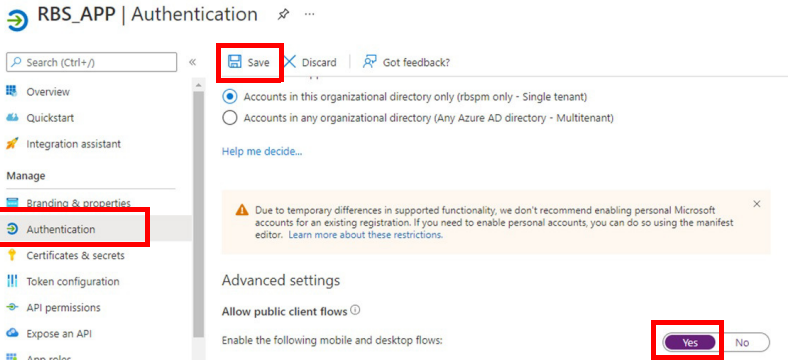 RBS_APP | Authentication
Search (Ctrl+/)
«
Save
Discard
Got feedback?
Overview
Quickstart
Integration assistant
Manage
Branding & properties
Authentication
Certificates & secrets
Token configuration
API permissions
Expose an API
App roles
Accounts in this organizational directory only (rbspm only - Single tenant)
Accounts in any organizational directory (Any Azure AD directory - Multitenant)
Help me decide...
Due to temporary differences in supported functionality, we don't recommend enabling personal Microsoft
accounts for an existing registration. If you need to enable personal accounts, you can do so using the manifest
editor. Learn more about these restrictions.
Advanced settings
Allow public client flows
Enable the following mobile and desktop flows:
Yes
No